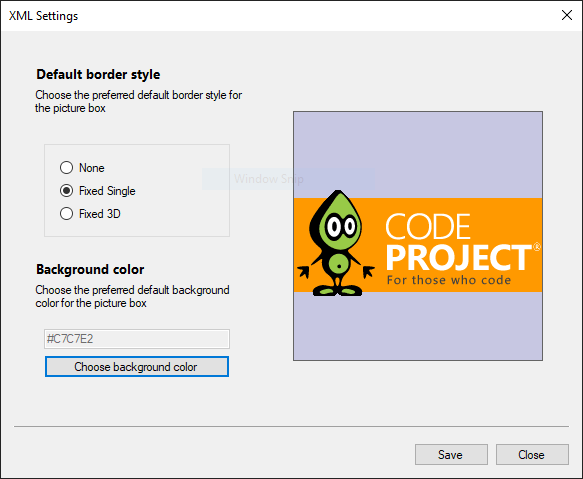 XML Settings
Default border style
Choose the preferred default border style for
the picture box
None
Window Snip
Fixed Single
Fixed 3D
CODE
PROJECT®
For those who code
Background color
Choose the preferred default background
color for the picture box
#C7C7E2
Choose background color
Save
Close